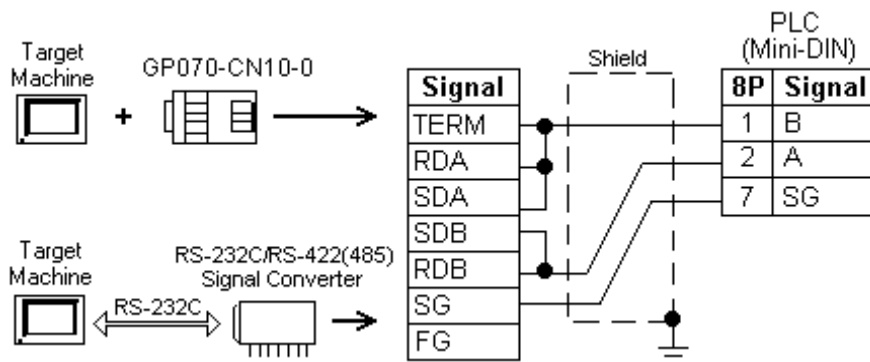 Target
Machine
+
GP070-CN10-0
Target
Machine
RS-232C
RS-232C/RS-422(485)
Signal Converter
Signal
TERM
RDA
SDA
SDB
RDB
SG
FG
Shield
PLC
(Mini-DIN)
8P Signal
1 B
2 A
7 SG